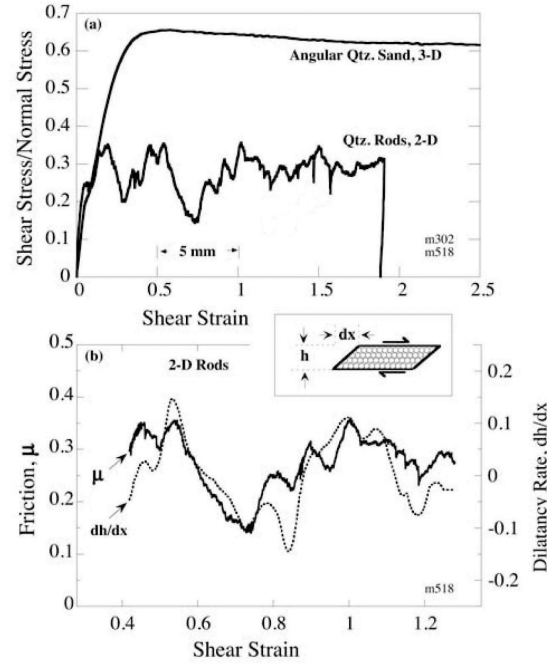 (a)
0.7
0.6
0.5
0.4
0.3
0.2
0.1
0
Shear Stress/Normal Stress
Angular Qtz. Sand, 3-D
Qtz. Rods, 2-D
5 mm
m302
m518
0 0.5 1 1.5 2 2.5
Shear Strain
(b)
2-D Rods
dx
h
0.5
0.4
0.3
0.2
0.1
0
Friction, μ
μ
dh/dx
0.2
0.1
0
-0.1
-0.2
Dilatancy Rate, dh/dx
m518
0.4 0.6 0.8 1 1.2
Shear Strain